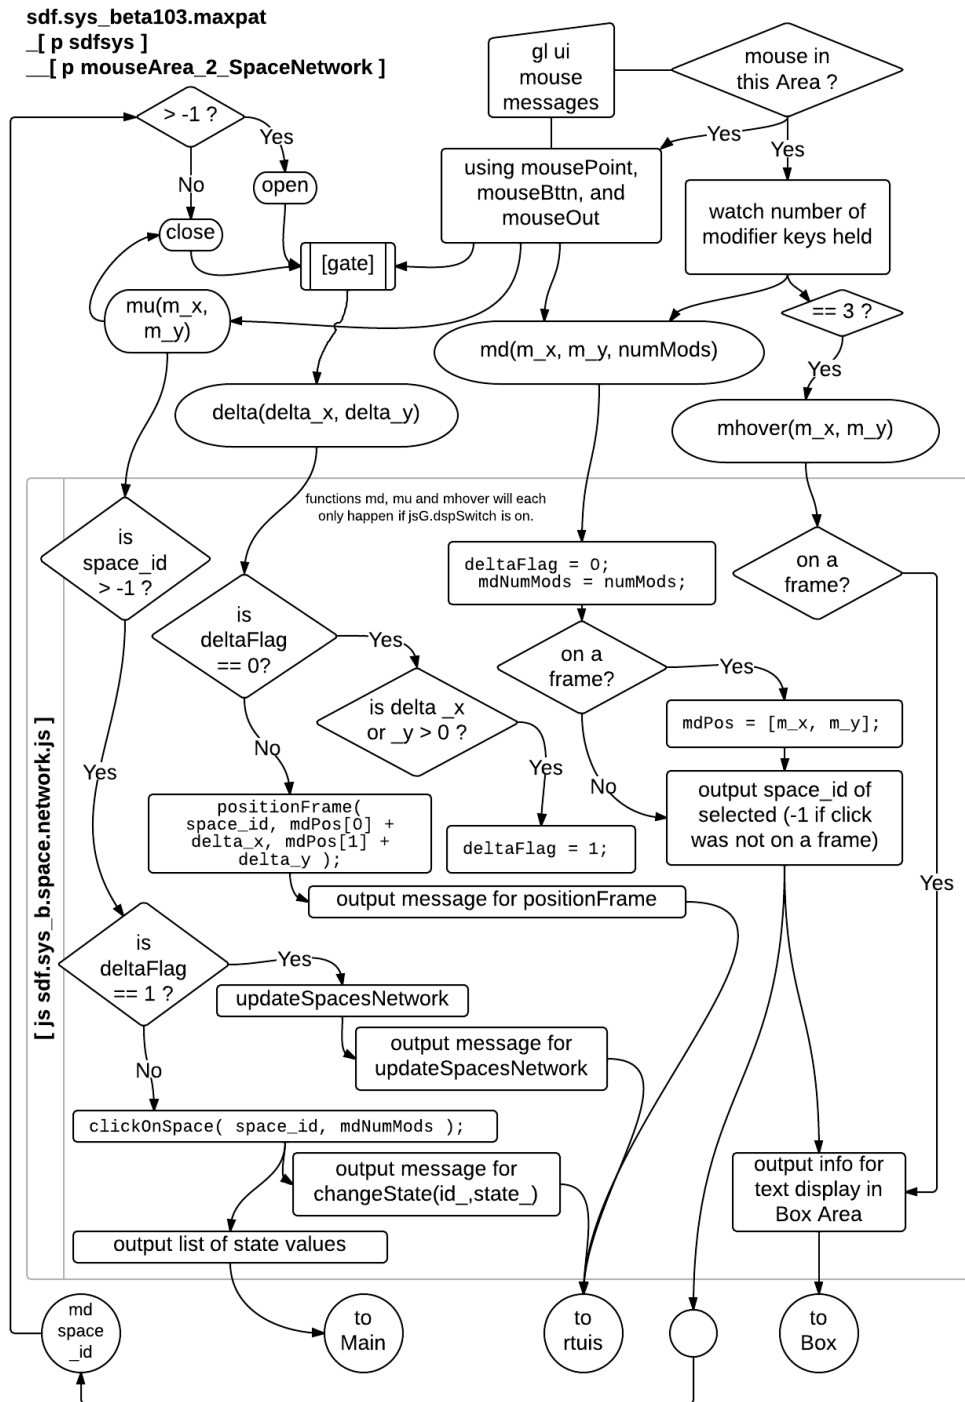 sdf.sys_beta103.maxpat
_[ p sdfsys ]
__[ p mouseArea_2_SpaceNetwork ]
gl ui
mouse
messages
mouse in
this Area ?
> -1 ?
Yes
No
open
close
[gate]
using mousePoint,
mouseBttn, and
mouseOut
Yes
Yes
watch number of
modifier keys held
== 3 ?
Yes
mu(m_x,
m_y)
md(m_x, m_y, numMods)
delta(delta_x, delta_y)
mhover(m_x, m_y)
functions md, mu and mhover will each
only happen if jsG.dspSwitch is on.
[ js sdf.sys_b.space.network.js ]
is
space_id
> -1 ?
Yes
is
deltaFlag
== 0?
Yes
No
is delta _x
or _y > 0 ?
Yes
deltaFlag = 0;
mdNumMods = numMods;
on a
frame?
Yes
No
on a
frame?
Yes
mdPos = [m_x, m_y];
output space_id of
selected (-1 if click
was not on a frame)
positionFrame(
space_id, mdPos[0] +
delta_x, mdPos[1] +
delta_y );
deltaFlag = 1;
output message for positionFrame
is
deltaFlag
== 1 ?
Yes
No
updateSpacesNetwork
output message for
updateSpacesNetwork
clickOnSpace( space_id, mdNumMods );
output message for
changeState(id_,state_)
output list of state values
output info for
text display in
Box Area
md
space
_id
to
Main
to
rtuis
to
Box